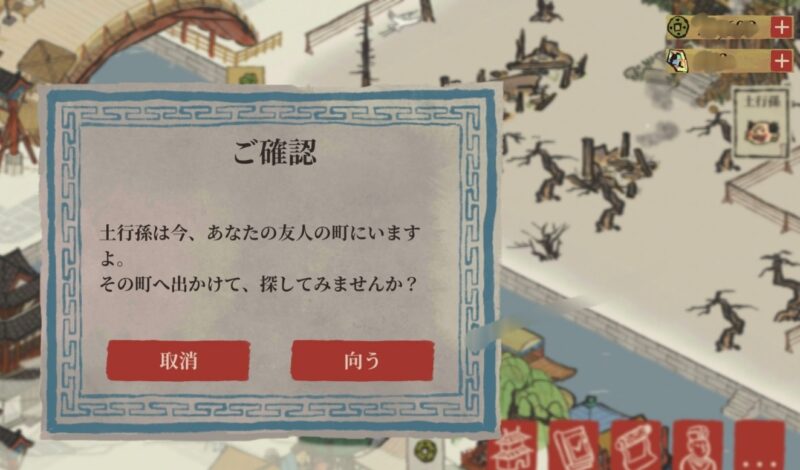 土行孫
ご確認
土行孫は今、あなたの友人の町にいます
よ。
その町へ出かけて、探してみませんか？
取消
向う